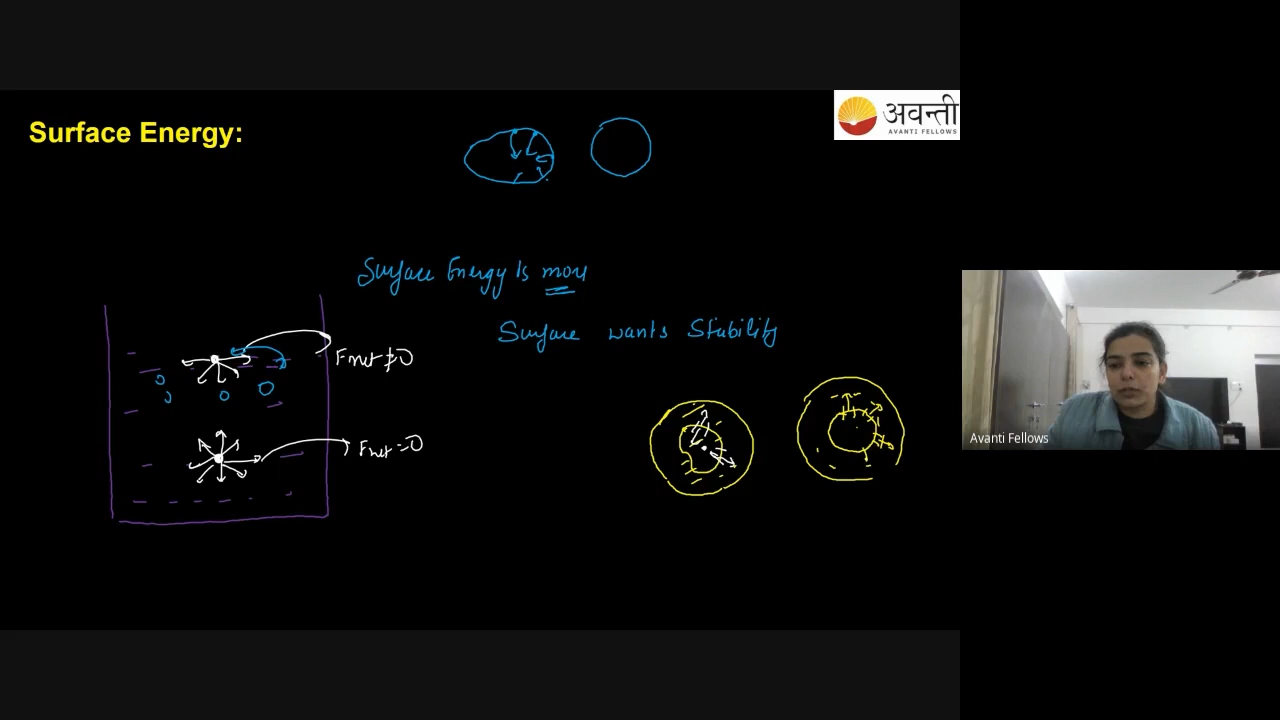 Surface Energy:
अवन्ती
AVANTI FELLOWS
Surface Energy is more
Surface wants Stability
Fnet ≠ 0
Fnet = 0
Avanti Fellows